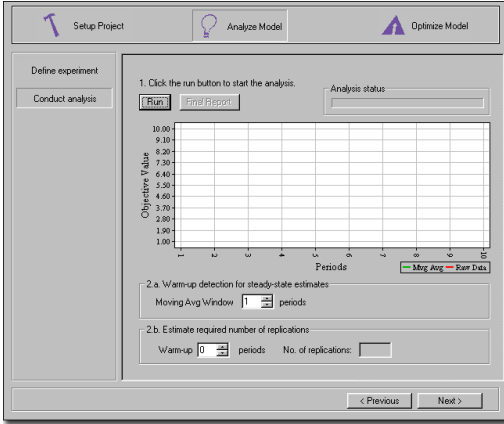 Setup Project
Analyze Model
Optimize Model
Define experiment
Conduct analysis
1. Click the run button to start the analysis.
Run
Final Report
Analysis status
10.00
9.10
8.20
7.30
6.40
5.50
4.60
3.70
2.80
1.90
1.00
Objective Value
1 2 3 4 5 6 7 8 9 10
Periods
Mvg Avg Raw Data
2.a. Warm-up detection for steady-state estimates
Moving Avg Window 1 periods
2.b. Estimate required number of replications
Warm-up 0 periods No. of replications:
< Previous
Next >